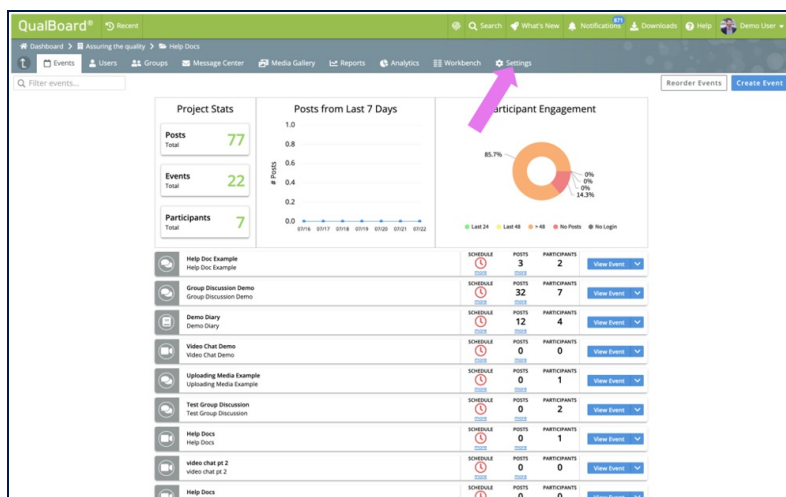 QualBoard® Recent Search What's New Notifications 871 Downloads Help Demo User
Dashboard > Assuring the quality > Help Docs
Events Users Groups Message Center Media Gallery Reports Analytics Workbench Settings
Filter events... Reorder Events Create Event
Project Stats
Posts
Total
77
Events
Total
22
Participants
Total
7
Posts from Last 7 Days
# Posts
1.0
0.8
0.6
0.4
0.2
0.0
07/16 07/17 07/18 07/19 07/20 07/21 07/22
Participant Engagement
85.7%
0%
0%
0%
14.3%
Last 24 Last 48 > 48 No Posts No Login
Help Doc Example
Help Doc Example
SCHEDULE POSTS 3 PARTICIPANTS 2 View Event
Group Discussion Demo
Group Discussion Demo
SCHEDULE POSTS 32 PARTICIPANTS 7 View Event
Demo Diary
Demo Diary
SCHEDULE POSTS 12 PARTICIPANTS 4 View Event
Video Chat Demo
Video Chat Demo
SCHEDULE POSTS 0 PARTICIPANTS 0 View Event
Uploading Media Example
Uploading Media Example
SCHEDULE POSTS 0 PARTICIPANTS 1 View Event
Test Group Discussion
Test Group Discussion
SCHEDULE POSTS 0 PARTICIPANTS 2 View Event
Help Docs
Help Docs
SCHEDULE POSTS 0 PARTICIPANTS 1 View Event
video chat pt 2
video chat pt 2
SCHEDULE POSTS 0 PARTICIPANTS 0 View Event
Help Docs
SCHEDULE POSTS 0 PARTICIPANTS 0 View Event